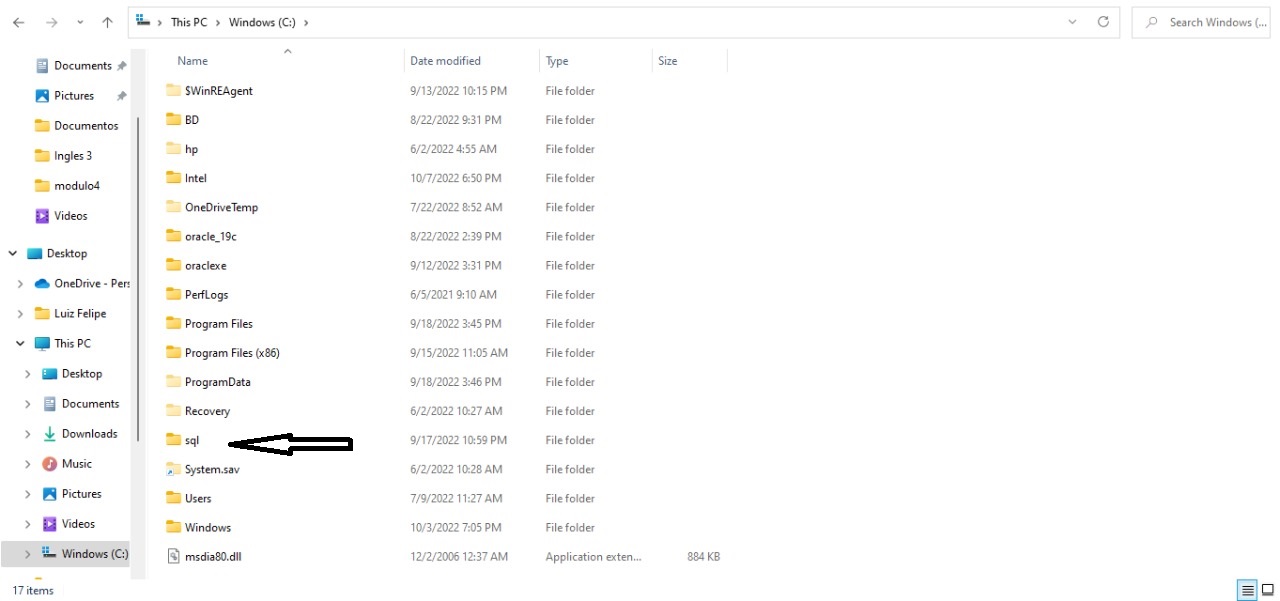 This PC > Windows (C:) >
Search Windows (...
Documents
Pictures
Documentos
Ingles 3
modulo4
Videos
Desktop
OneDrive - Pers
Luiz Felipe
This PC
Desktop
Documents
Downloads
Music
Pictures
Videos
Windows (C:)
Name Date modified Type Size
$WinREAgent 9/13/2022 10:15 PM File folder
BD 8/22/2022 9:31 PM File folder
hp 6/2/2022 4:55 AM File folder
Intel 10/7/2022 6:50 PM File folder
OneDriveTemp 7/22/2022 8:52 AM File folder
oracle_19c 8/22/2022 2:39 PM File folder
oraclexe 9/12/2022 3:31 PM File folder
PerfLogs 6/5/2021 9:10 AM File folder
Program Files 9/18/2022 3:45 PM File folder
Program Files (x86) 9/15/2022 11:05 AM File folder
ProgramData 9/18/2022 3:46 PM File folder
Recovery 6/2/2022 10:27 AM File folder
sql 9/17/2022 10:59 PM File folder
System.sav 6/2/2022 10:28 AM File folder
Users 7/9/2022 11:27 AM File folder
Windows 10/3/2022 7:05 PM File folder
msdia80.dll 12/2/2006 12:37 AM Application exten... 884 KB
17 items